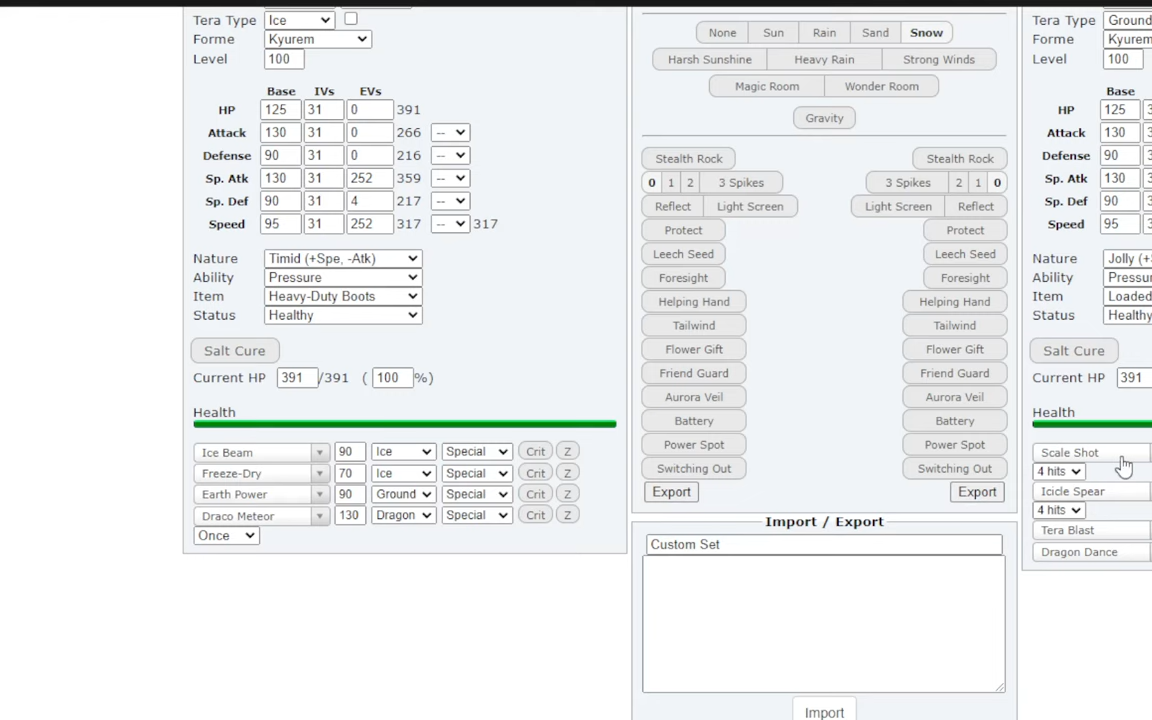 Tera Type Ice
Forme Kyurem
Level 100
Base IVs EVs
HP 125 31 0 391
Attack 130 31 0 266 --
Defense 90 31 0 216 --
Sp. Atk 130 31 252 359 --
Sp. Def 90 31 4 217 --
Speed 95 31 252 317 -- 317
Nature Timid (+Spe, -Atk)
Ability Pressure
Item Heavy-Duty Boots
Status Healthy
Salt Cure
Current HP 391 /391 ( 100 %)
Health
Ice Beam 90 Ice Special Crit Z
Freeze-Dry 70 Ice Special Crit Z
Earth Power 90 Ground Special Crit Z
Draco Meteor 130 Dragon Special Crit Z
Once
None Sun Rain Sand Snow
Harsh Sunshine Heavy Rain Strong Winds
Magic Room Wonder Room
Gravity
Stealth Rock Stealth Rock
0 1 2 3 Spikes 3 Spikes 2 1 0
Reflect Light Screen Light Screen Reflect
Protect Protect
Leech Seed Leech Seed
Foresight Foresight
Helping Hand Helping Hand
Tailwind Tailwind
Flower Gift Flower Gift
Friend Guard Friend Guard
Aurora Veil Aurora Veil
Battery Battery
Power Spot Power Spot
Switching Out Switching Out
Export Export
Import / Export
Custom Set
Import
Tera Type Ground
Forme Kyurem
Level 100
Base
HP 125
Attack 130
Defense 90
Sp. Atk 130
Sp. Def 90
Speed 95
Nature Jolly (+
Ability Pressur
Item Loaded
Status Healthy
Salt Cure
Current HP 391
Health
Scale Shot
4 hits
Icicle Spear
4 hits
Tera Blast
Dragon Dance